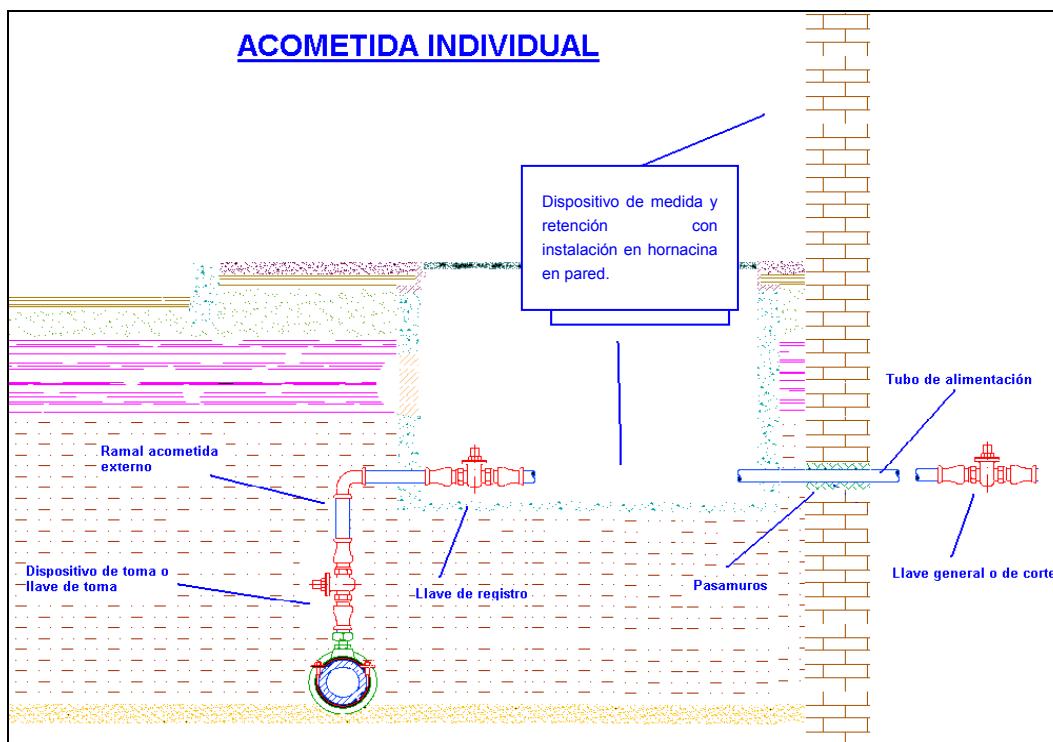 ACOMETIDA INDIVIDUAL
Dispositivo de medida y
retención con
instalación en hornacina
en pared.
Tubo de alimentación
Ramal acometida
externo
Dispositivo de toma o
llave de toma
Llave de registro
Pasamuros
Llave general o de corte